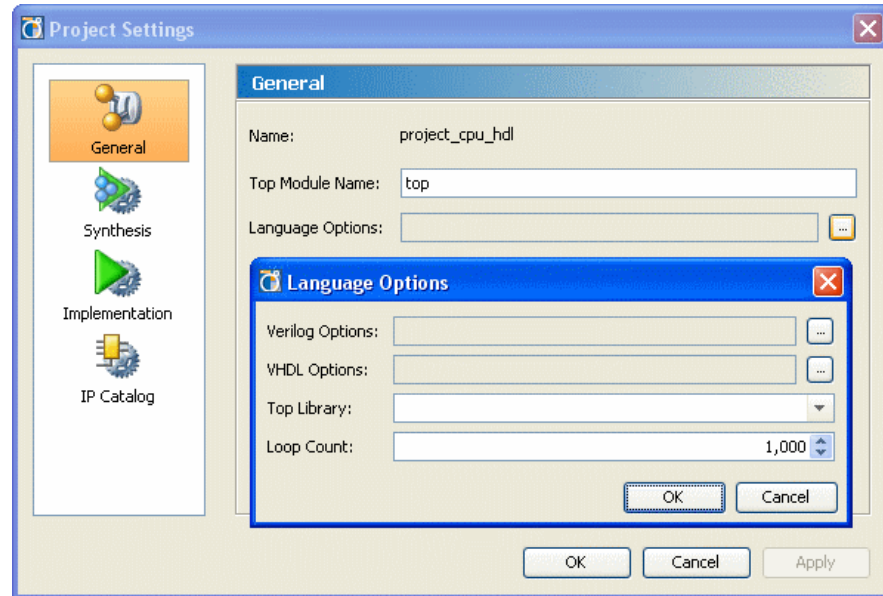 Project Settings
General
Synthesis
Implementation
IP Catalog
General
Name: project_cpu_hdl
Top Module Name: top
Language Options: ...
Language Options
Verilog Options: ...
VHDL Options: ...
Top Library:
Loop Count: 1,000
OK Cancel
OK Cancel Apply